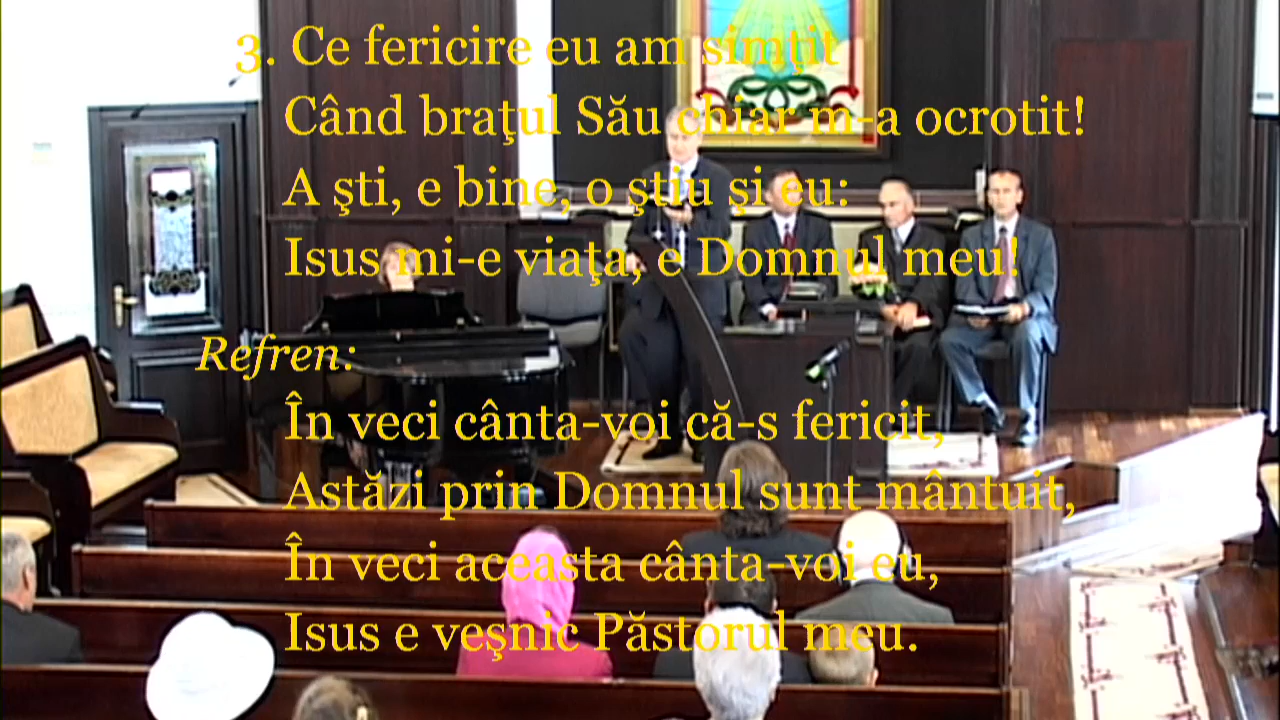 3. Ce fericire eu am simţit
Când braţul Său chiar m-a ocrotit!
A şti, e bine, o ştiu şi eu:
Isus mi-e viaţa, e Domnul meu!
Refren:
În veci cânta-voi că-s fericit,
Astăzi prin Domnul sunt mântuit,
În veci aceasta cânta-voi eu,
Isus e veşnic Păstorul meu.